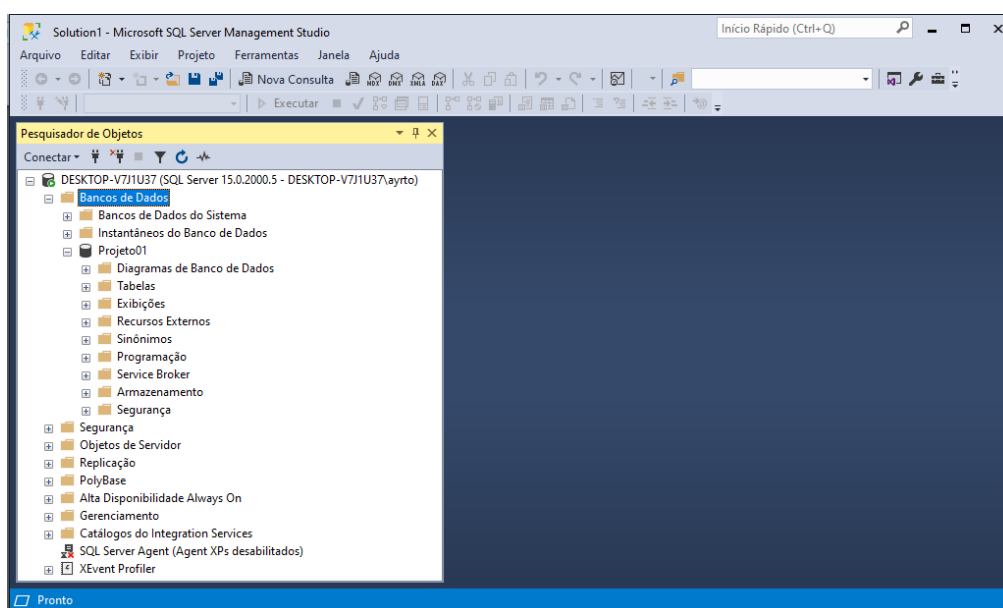 Solution1 - Microsoft SQL Server Management Studio
Início Rápido (Ctrl+Q)
Arquivo Editar Exibir Projeto Ferramentas Janela Ajuda
Nova Consulta MDX DMX XMLA DAX
Executar
Pesquisador de Objetos
Conectar
DESKTOP-V7J1U37 (SQL Server 15.0.2000.5 - DESKTOP-V7J1U37\ayrto)
Bancos de Dados
Bancos de Dados do Sistema
Instantâneos do Banco de Dados
Projeto01
Diagramas de Banco de Dados
Tabelas
Exibições
Recursos Externos
Sinônimos
Programação
Service Broker
Armazenamento
Segurança
Segurança
Objetos de Servidor
Replicação
PolyBase
Alta Disponibilidade Always On
Gerenciamento
Catálogos do Integration Services
SQL Server Agent (Agent XPs desabilitados)
XEvent Profiler
Pronto